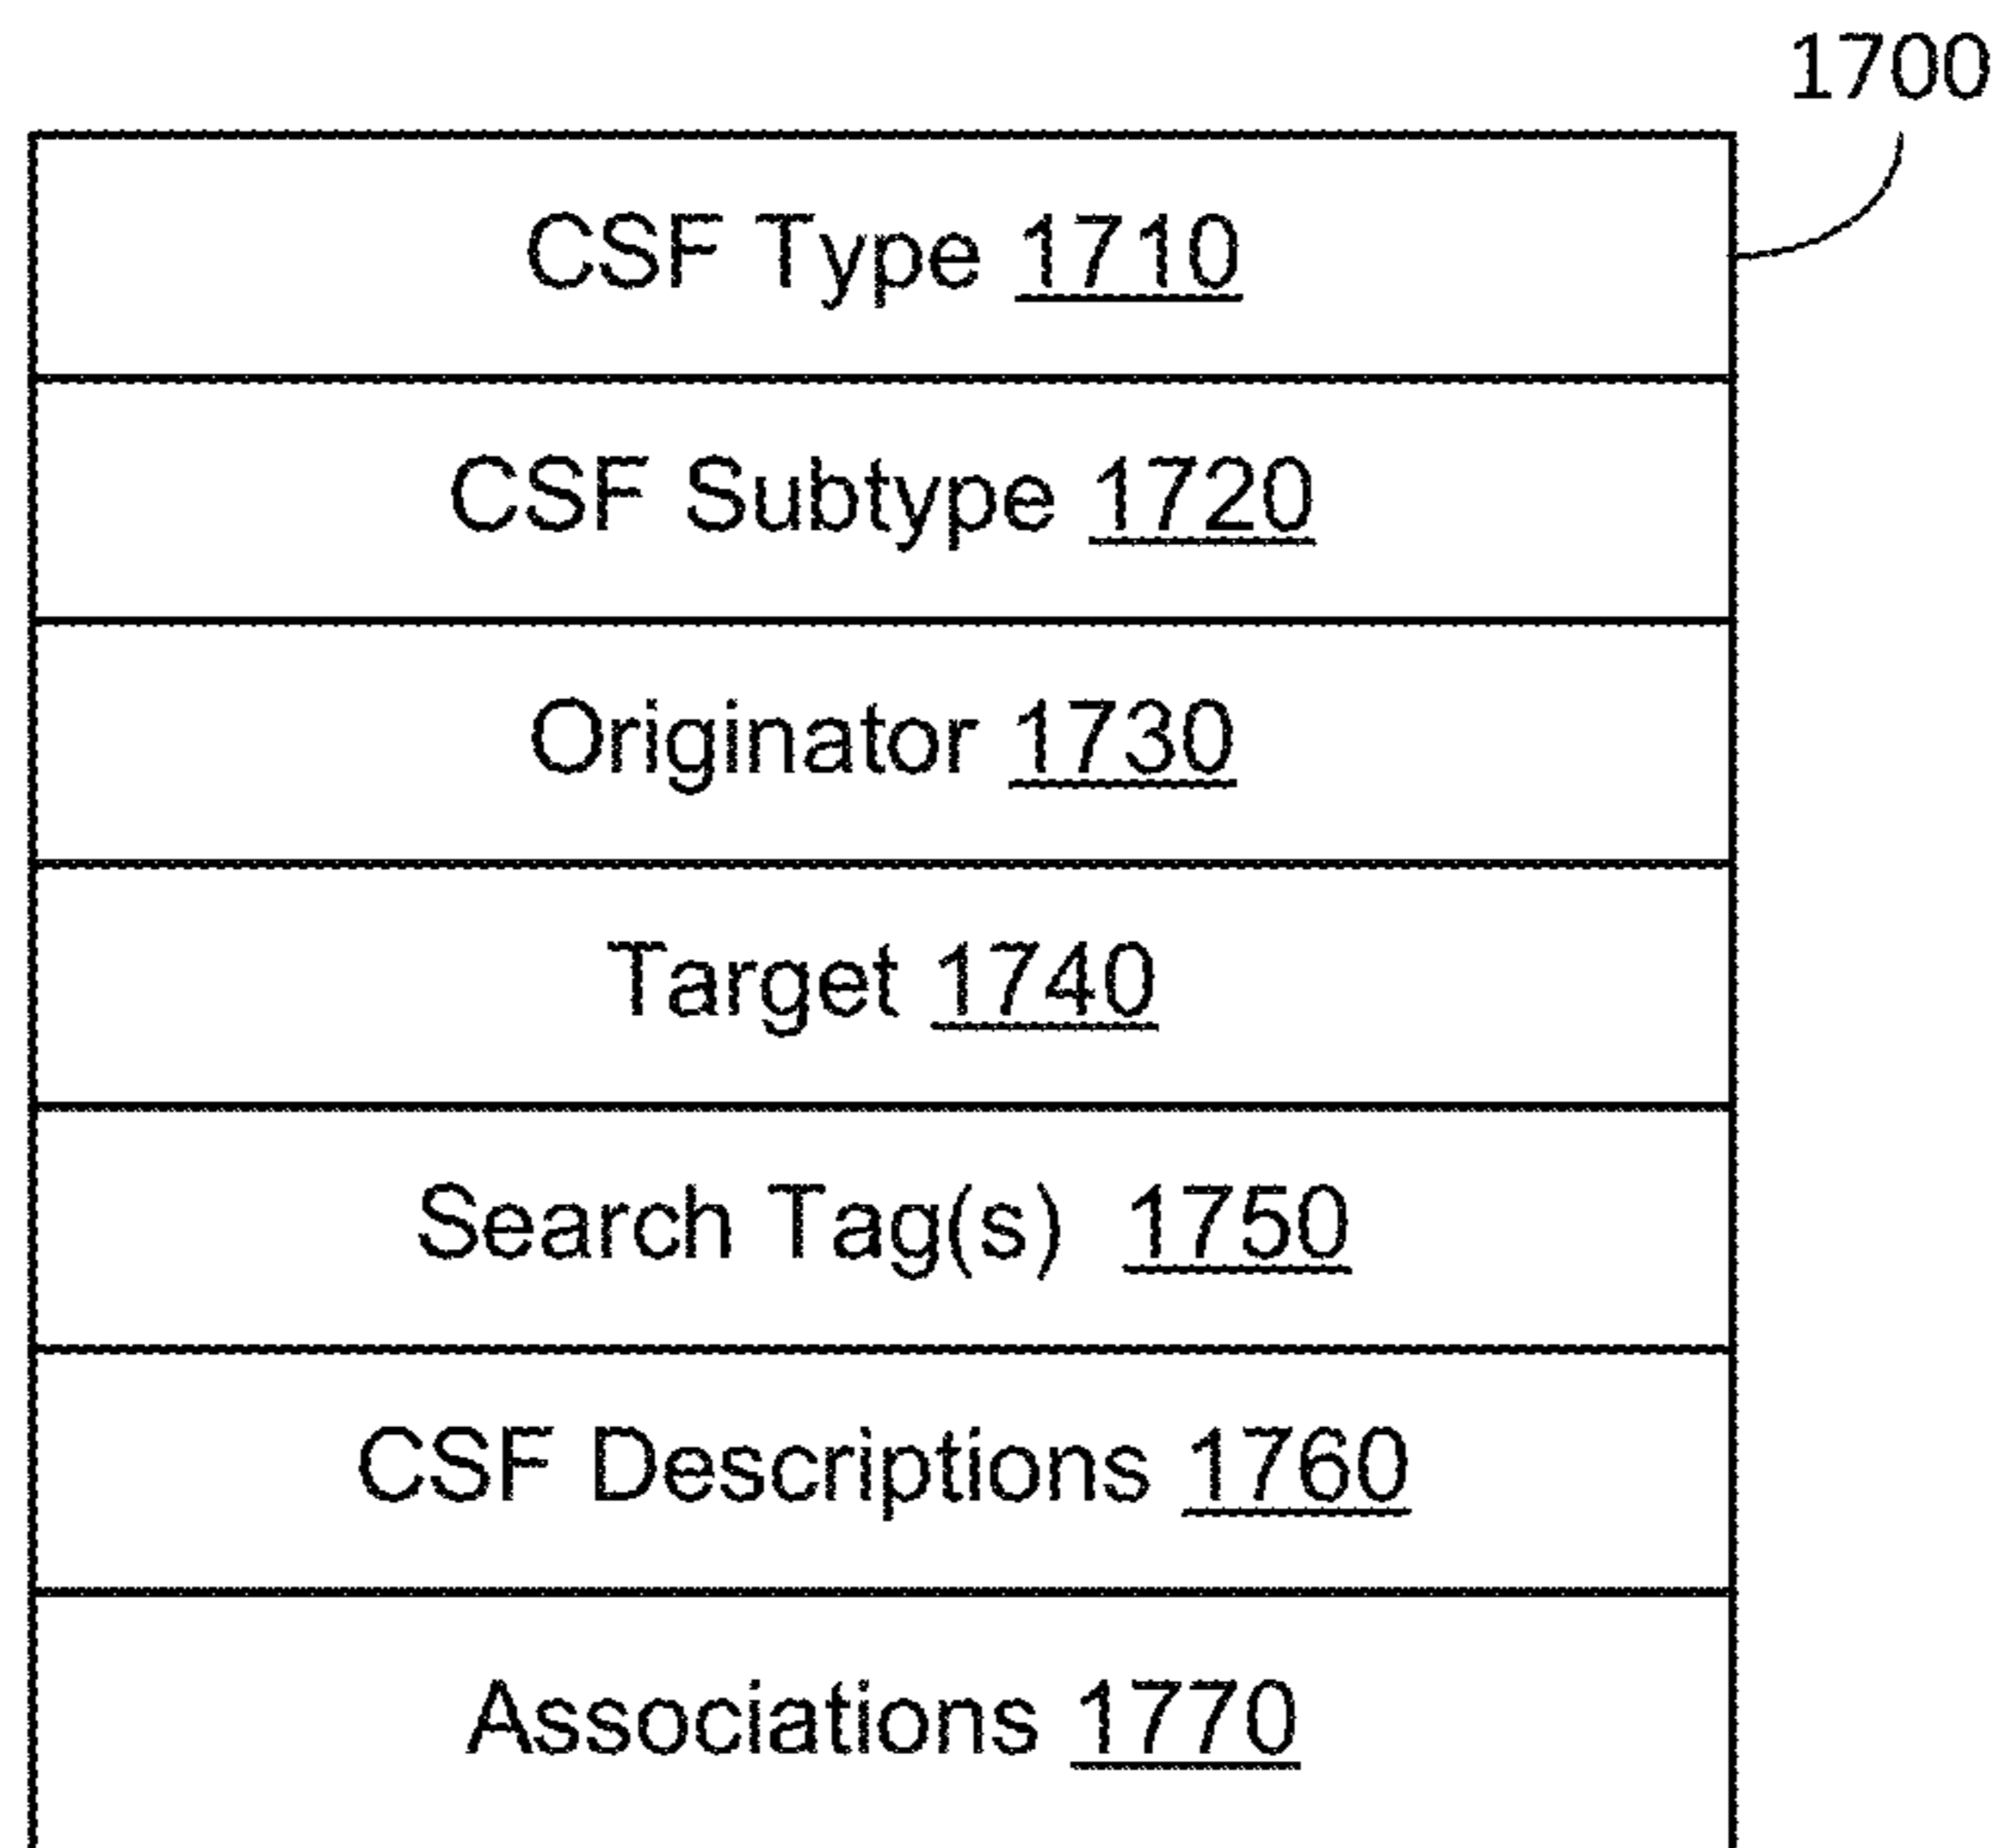 1700
CSF Type 1710
CSF Subtype 1720
Originator 1730
Target 1740
Search Tag(s) 1750
CSF Descriptions 1760
Associations 1770